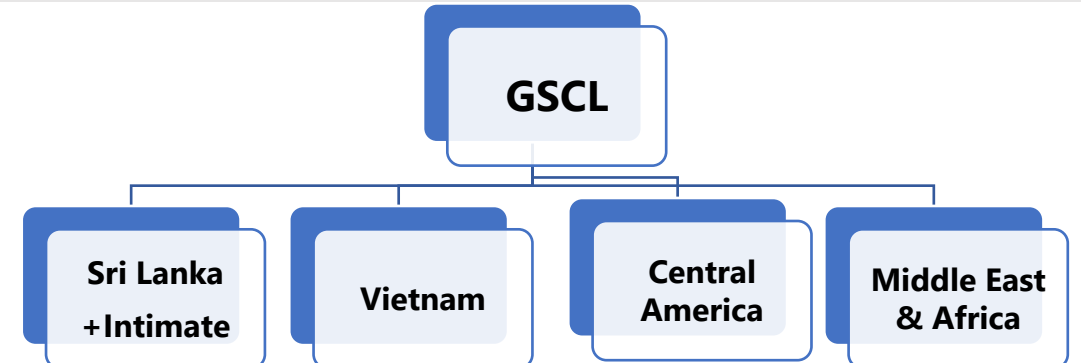 GSCL
Sri Lanka
+Intimate
Vietnam
Central
America
Middle East
& Africa